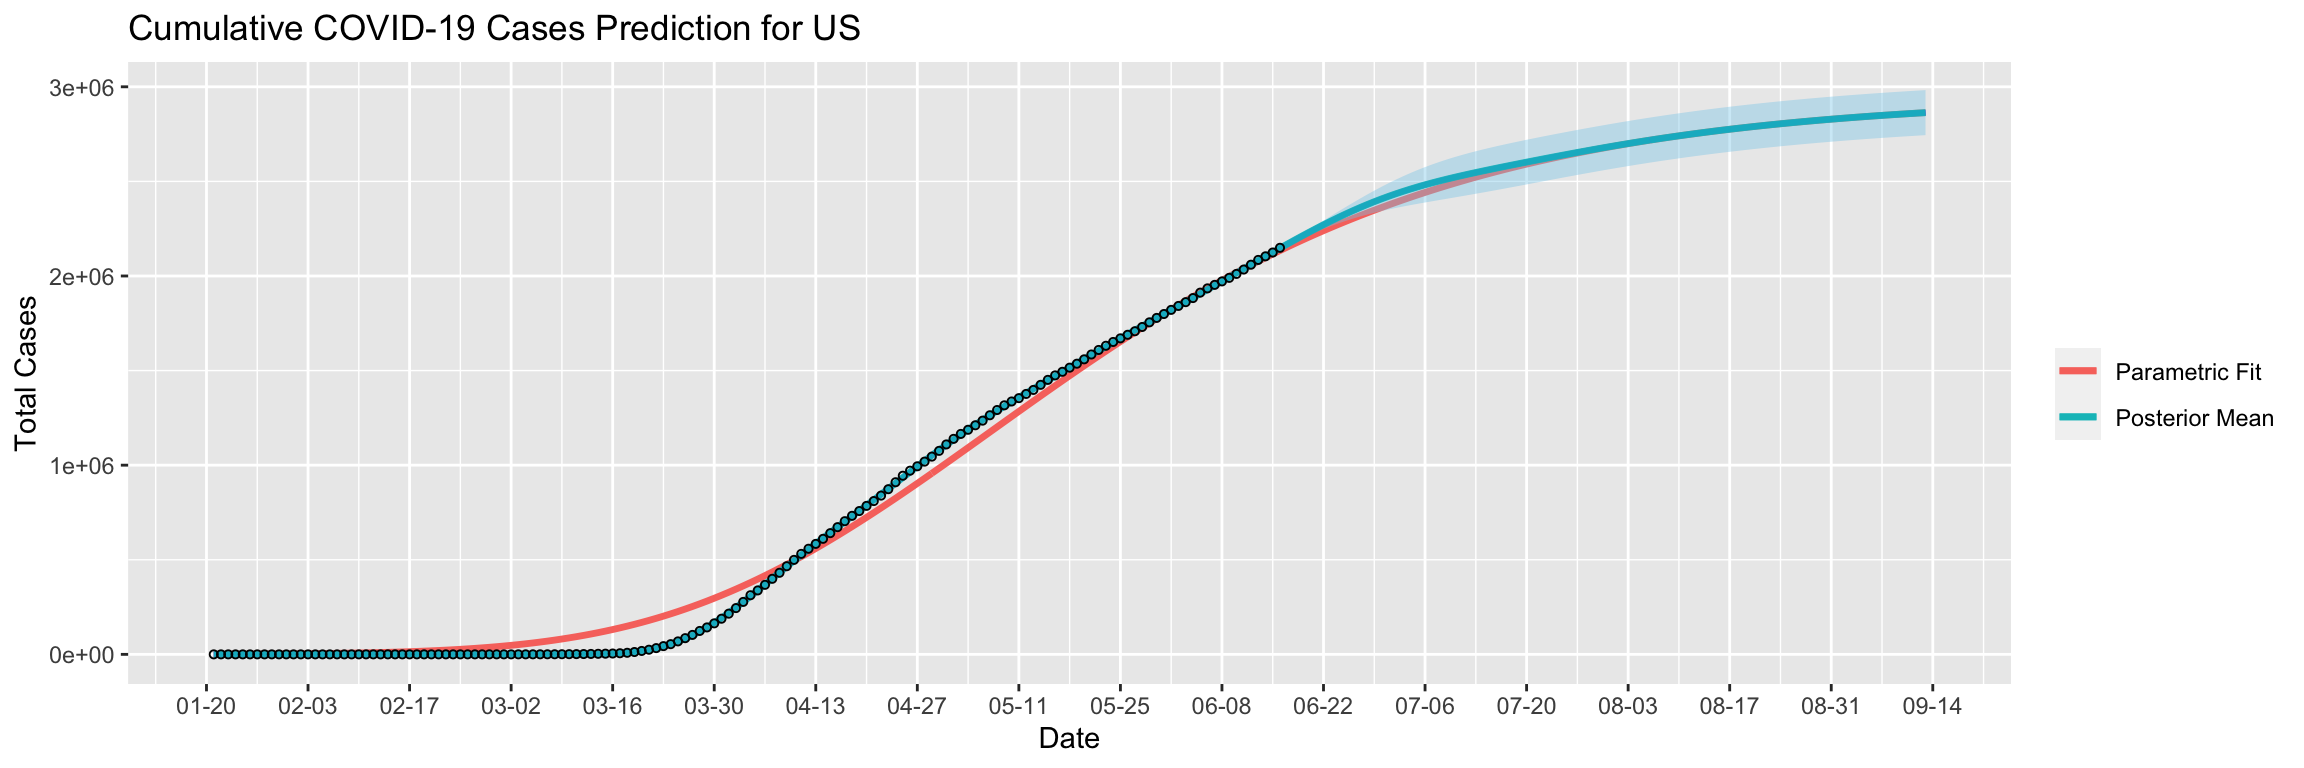 Cumulative COVID-19 Cases Prediction for US
3e+06
2e+06
1e+06
0e+00
Total Cases
01-20 02-03 02-17 03-02 03-16 03-30 04-13 04-27 05-11 05-25 06-08 06-22 07-06 07-20 08-03 08-17 08-31 09-14
Date
Parametric Fit
Posterior Mean